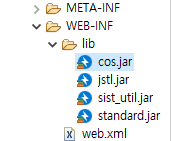 META-INF
WEB-INF
lib
cos.jar
jstl.jar
sist_util.jar
standard.jar
web.xml